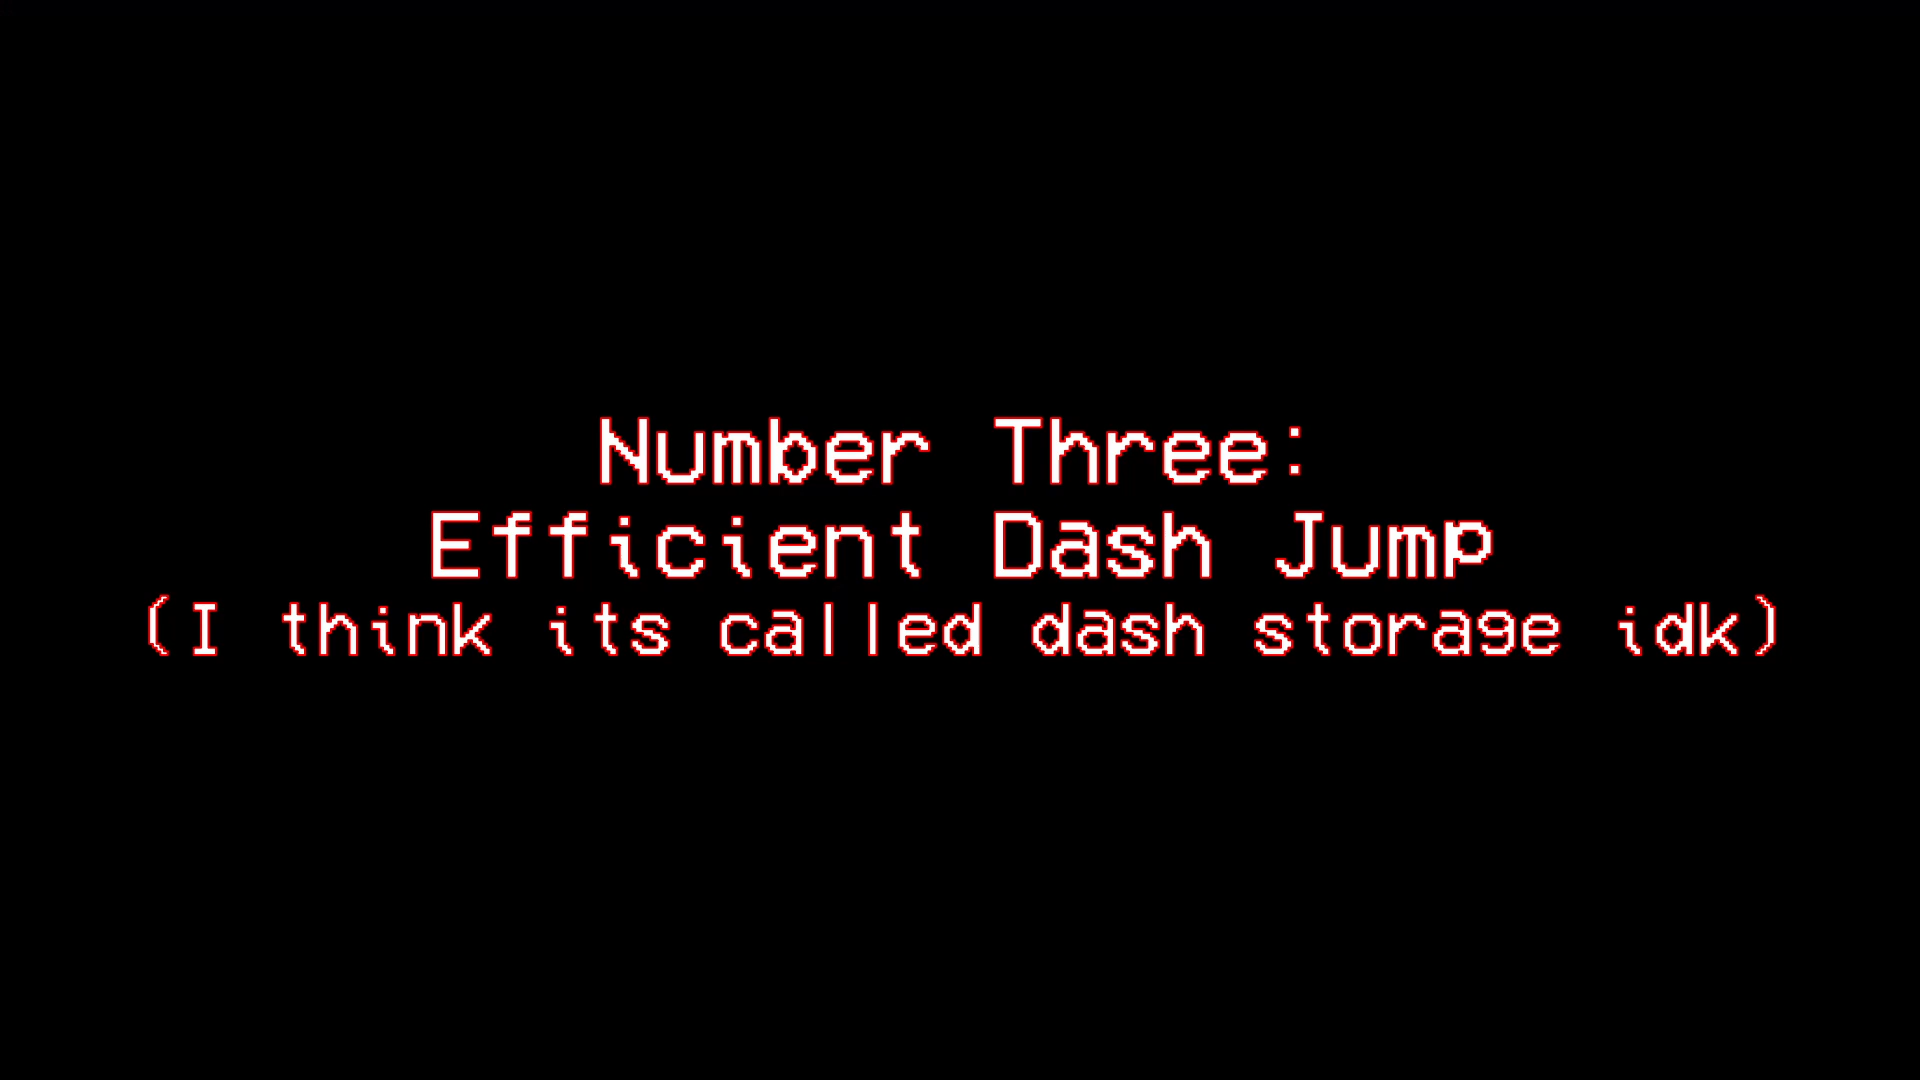 Number Three:
Efficient Dash Jump
(I think its called dash storage idk)